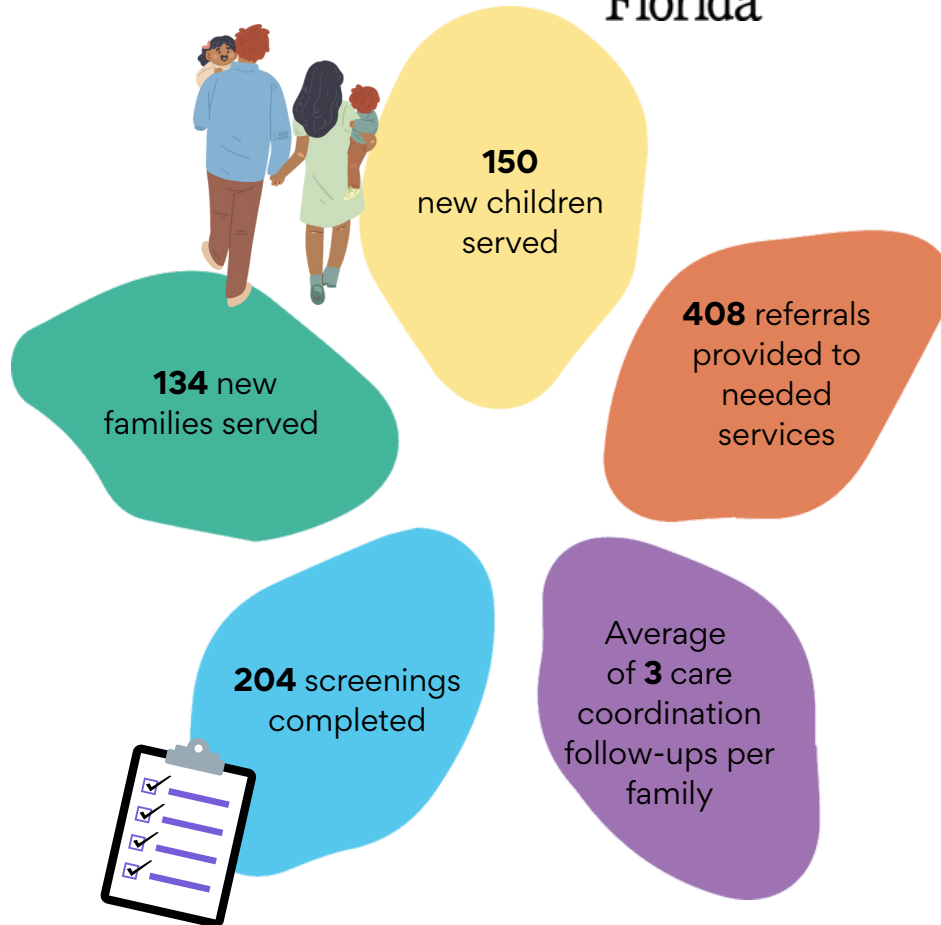 Florida
150
new children
served
408 referrals
provided to
needed
services
134 new
families served
204 screenings
completed
Average
of 3 care
coordination
follow-ups per
family